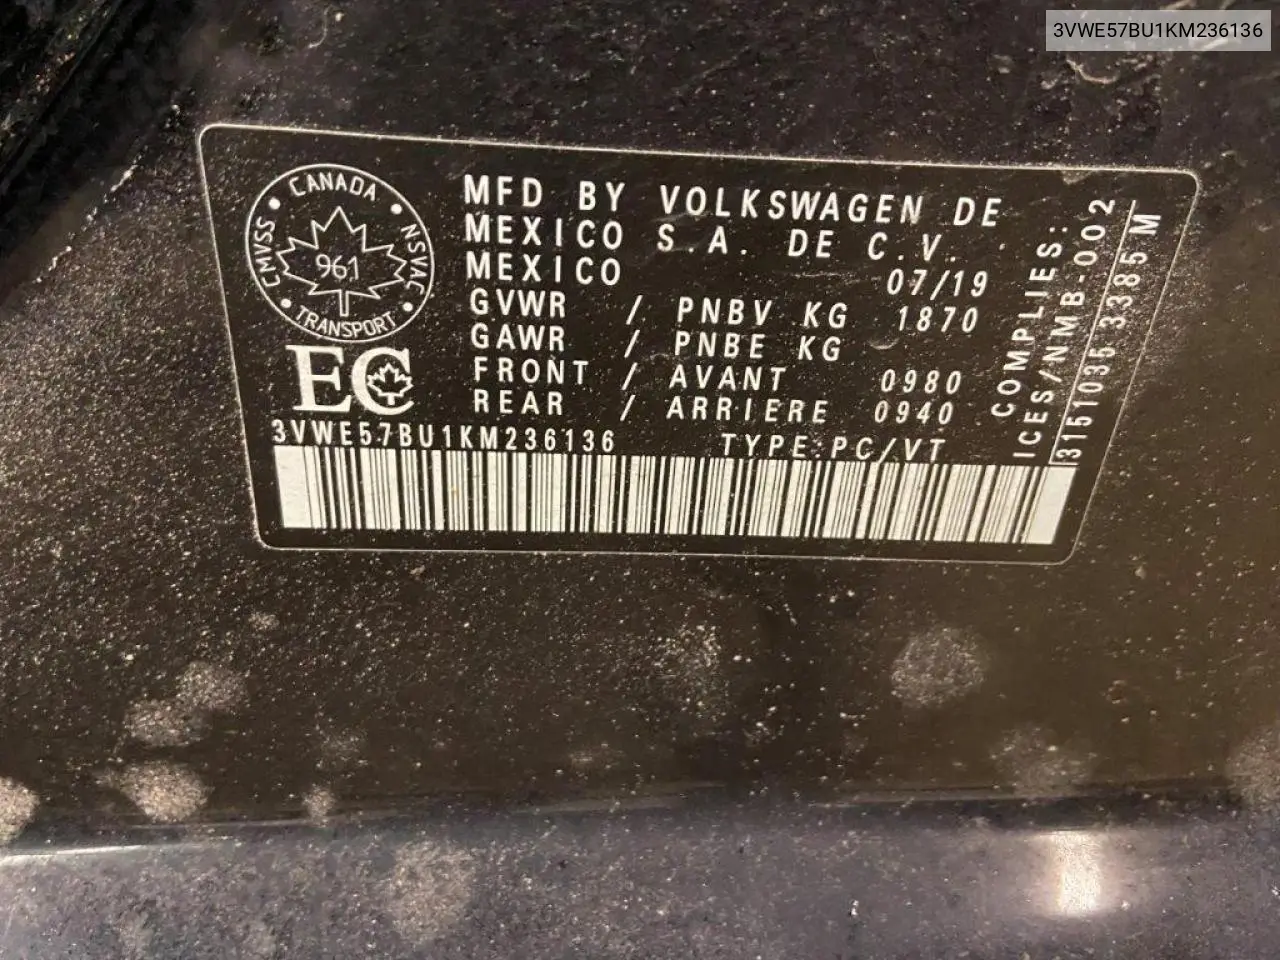 3VWE57BU1KM236136
CANADA
CMVSS
NSVAC
961
TRANSPORT
EC
MFD BY VOLKSWAGEN DE
MEXICO S.A. DE C.V.
MEXICO 07/19
GVWR / PNBV KG 1870
GAWR / PNBE KG
FRONT / AVANT 0980
REAR / ARRIERE 0940
3VWE57BU1KM236136 TYPE:PC/VT
COMPLIES:
ICES/NMB-002
3151035 3385 M